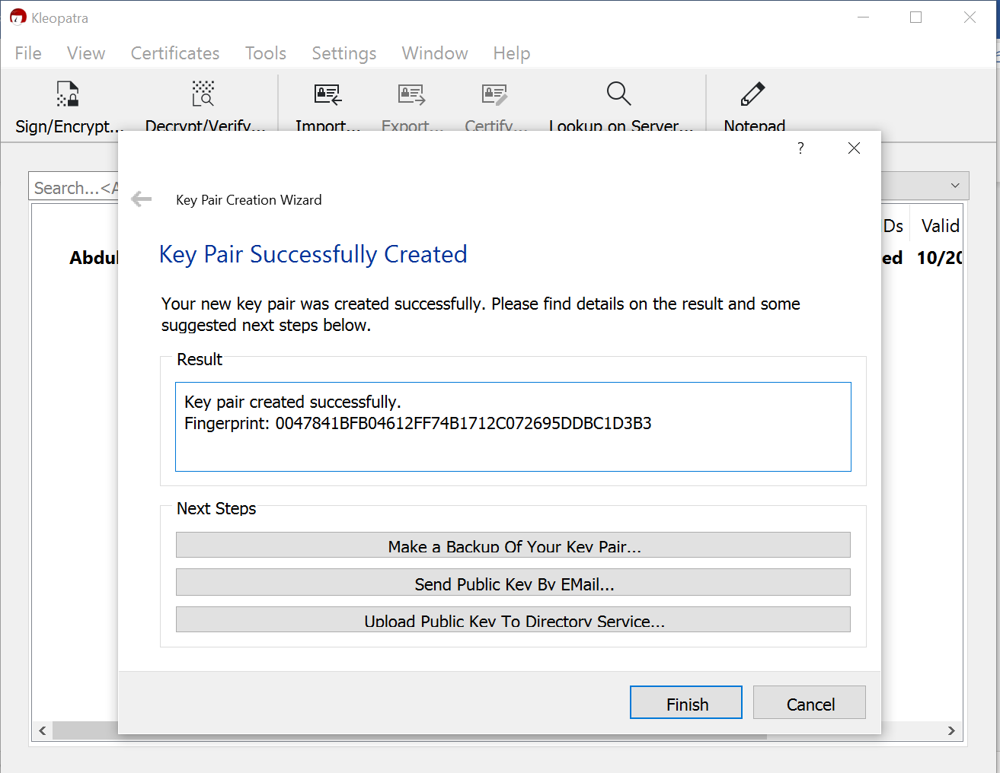 Kleopatra
File View Certificates Tools Settings Window Help
Sign/Encrypt... Decrypt/Verify... Import... Export... Certify... Lookup on Server... Notepad
?
Search...<A
Key Pair Creation Wizard
Ds Valid
Key Pair Successfully Created
Abdul ed 10/20
Your new key pair was created successfully. Please find details on the result and some
suggested next steps below.
Result
Key pair created successfully.
Fingerprint: 0047841BFB04612FF74B1712C072695DDBC1D3B3
Next Steps
Make a Backup Of Your Key Pair...
Send Public Key By EMail...
Upload Public Key To Directory Service...
Finish Cancel